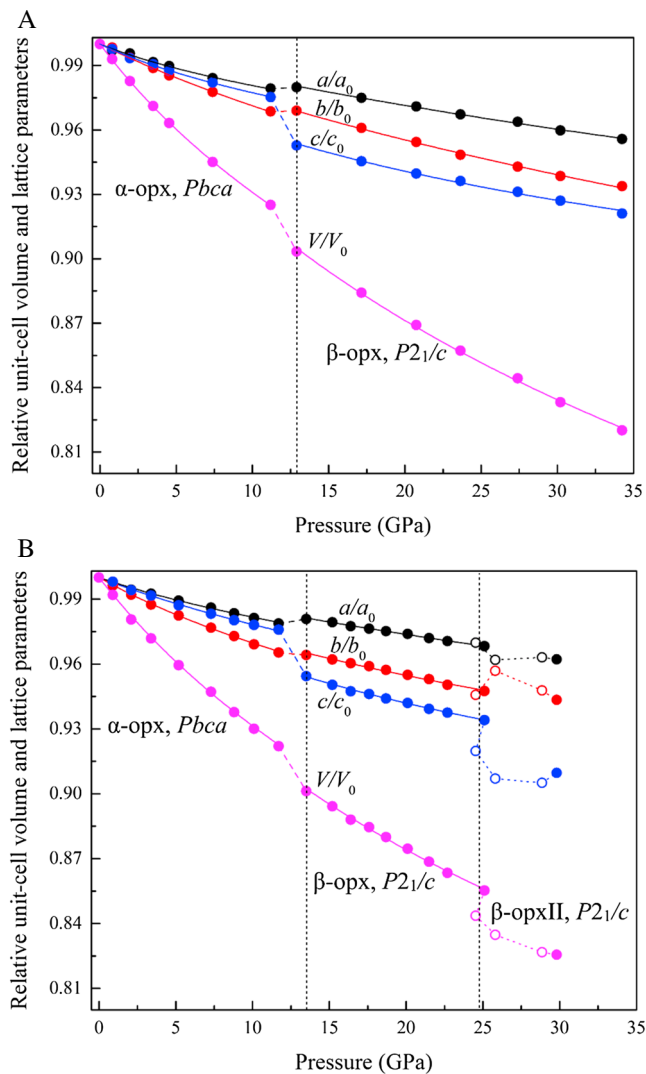 A
Relative unit-cell volume and lattice parameters
0.99
0.96
0.93
0.90
0.87
0.84
0.81
a/a₀
b/b₀
c/c₀
α-opx, Pbca
V/V₀
β-opx, P2₁/c
0 5 10 15 20 25 30 35
Pressure (GPa)
B
Relative unit-cell volume and lattice parameters
0.99
0.96
0.93
0.90
0.87
0.84
0.81
a/a₀
b/b₀
c/c₀
α-opx, Pbca
V/V₀
β-opx, P2₁/c
β-opxII, P2₁/c
0 5 10 15 20 25 30 35
Pressure (GPa)